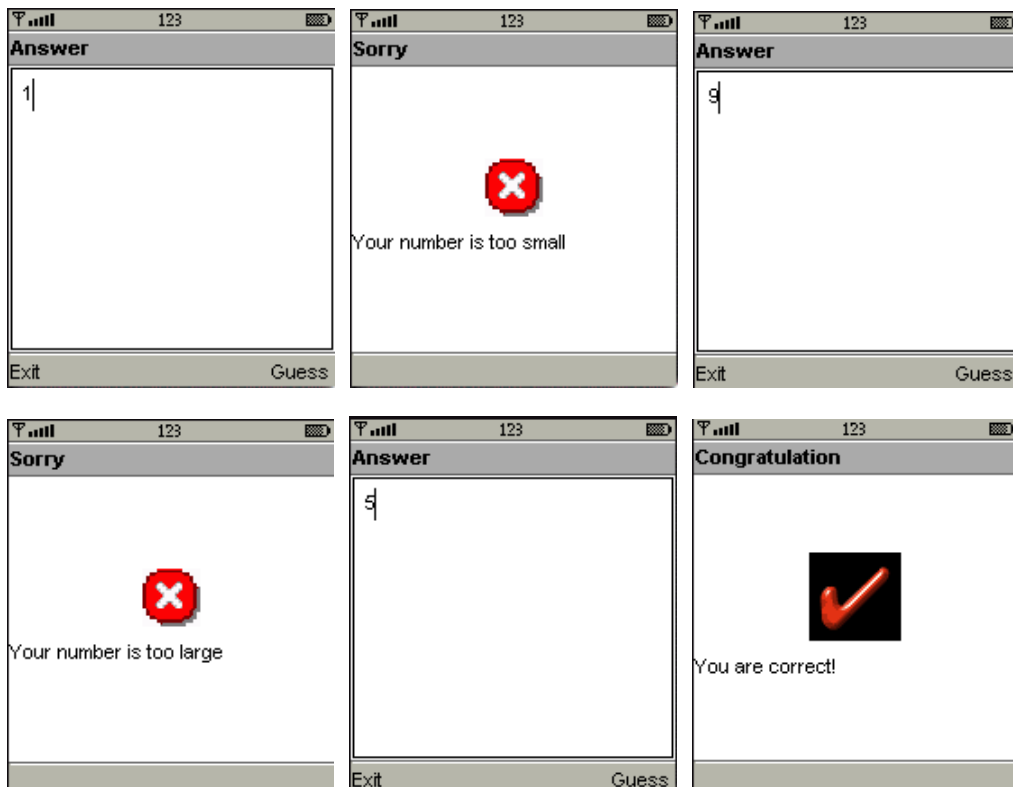 123
Answer
1
Exit Guess
123
Sorry
Your number is too small
123
Answer
9
Exit Guess
123
Sorry
Your number is too large
123
Answer
5
Exit Guess
123
Congratulation
You are correct!